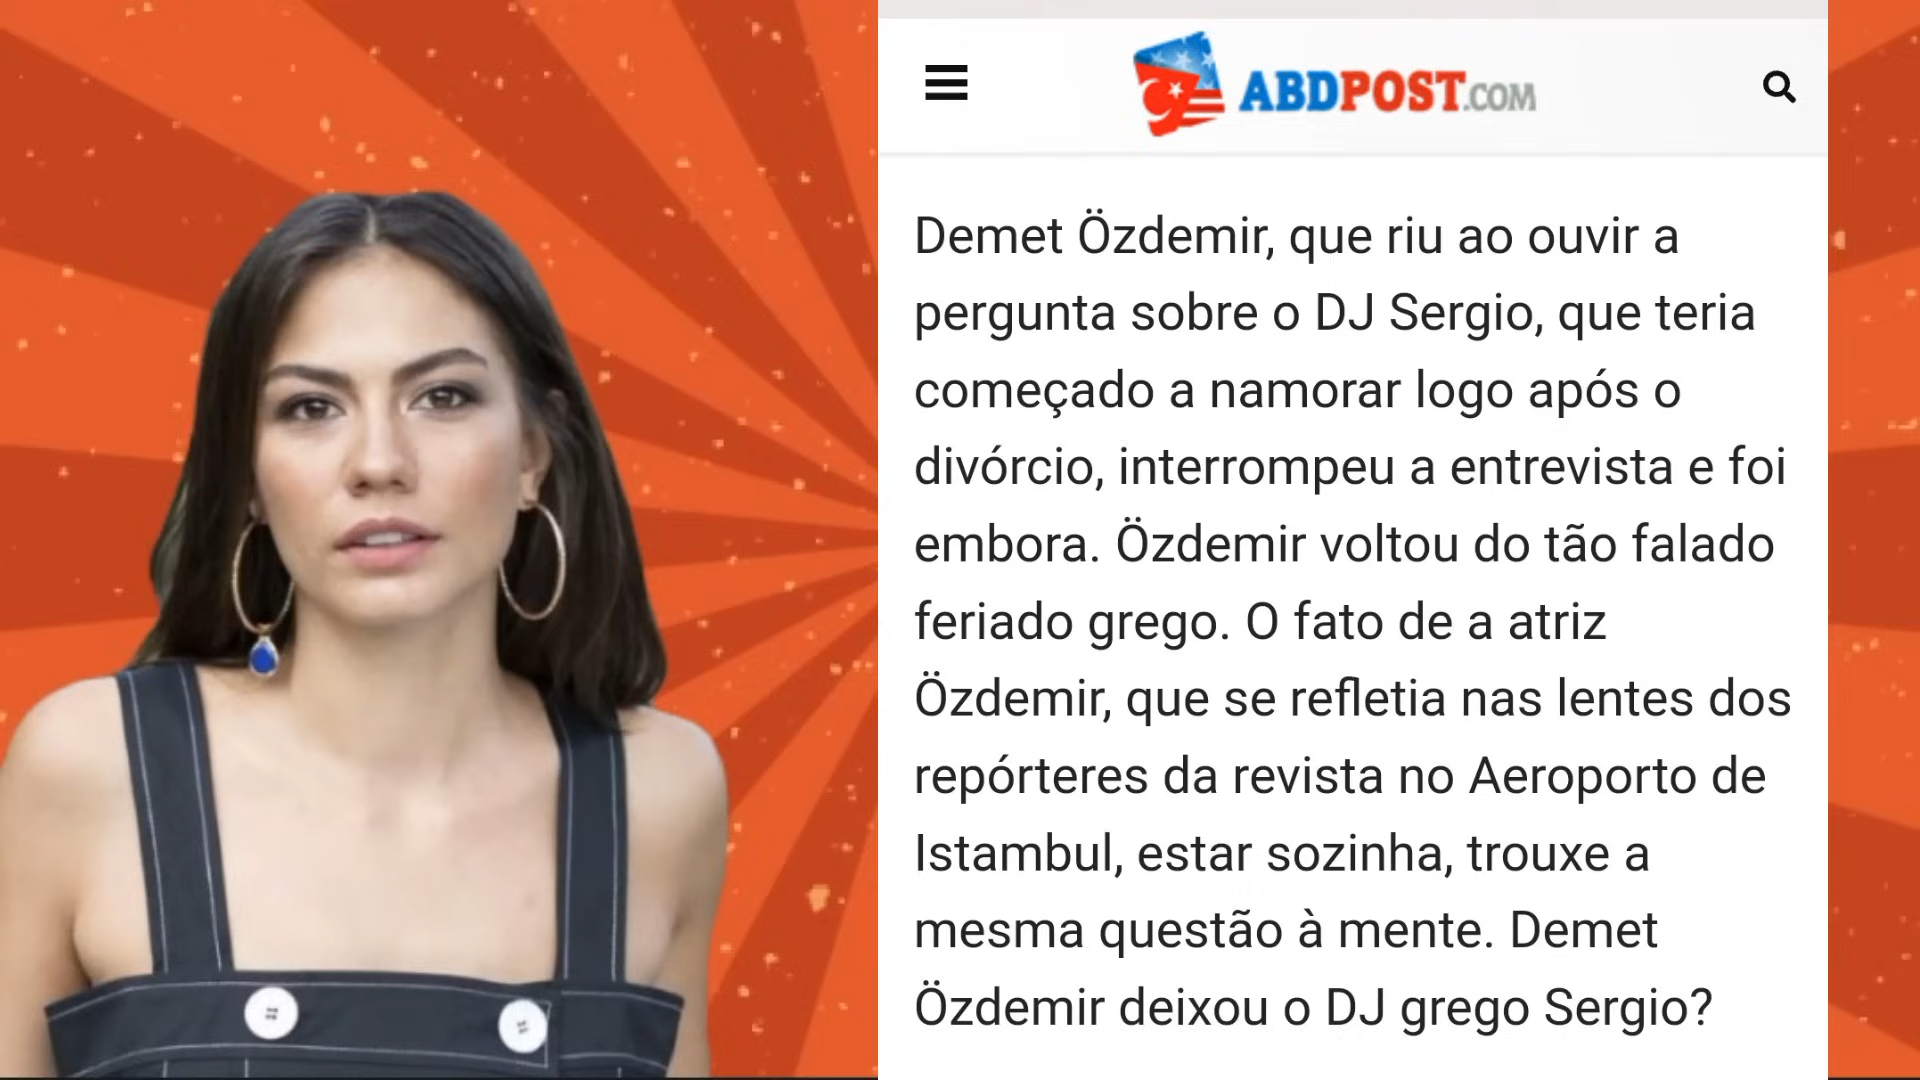 ABDPOST.COM
Demet Özdemir, que riu ao ouvir a
pergunta sobre o DJ Sergio, que teria
começado a namorar logo após o
divórcio, interrompeu a entrevista e foi
embora. Özdemir voltou do tão falado
feriado grego. O fato de a atriz
Özdemir, que se refletia nas lentes dos
repórteres da revista no Aeroporto de
Istambul, estar sozinha, trouxe a
mesma questão à mente. Demet
Özdemir deixou o DJ grego Sergio?